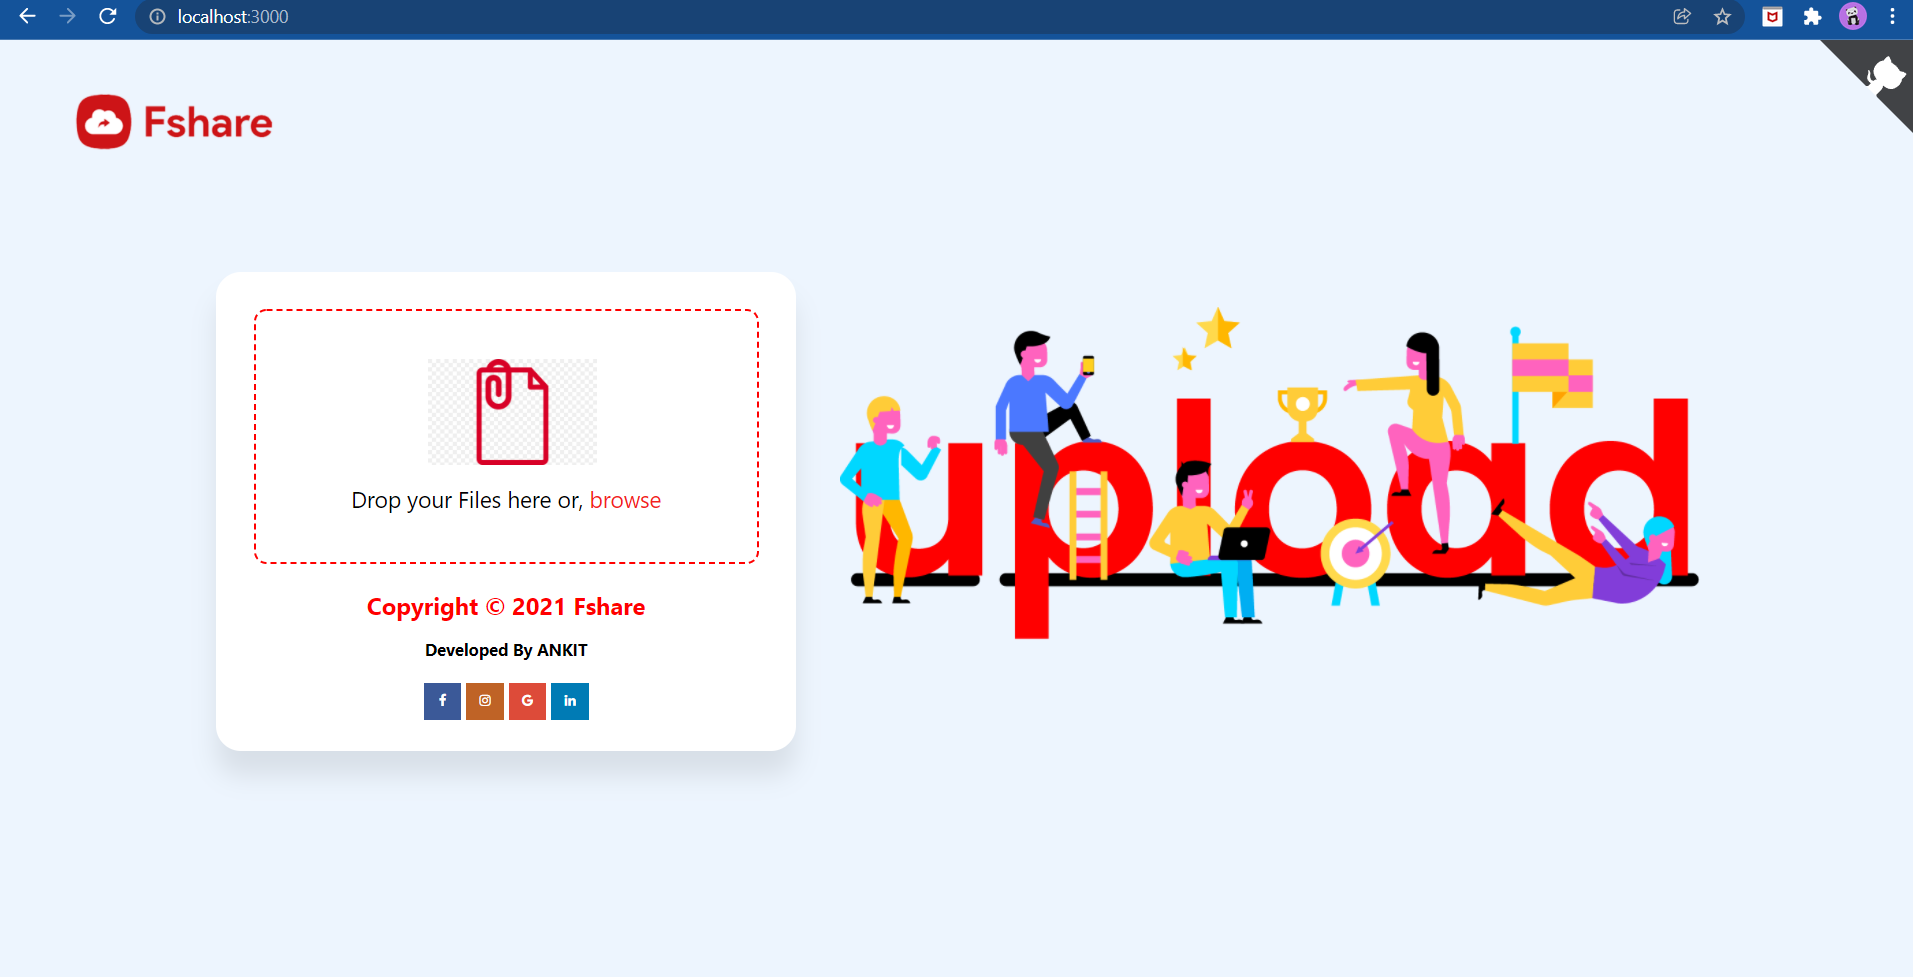 localhost:3000
Fshare
Drop your Files here or, browse
Copyright © 2021 Fshare
Developed By ANKIT
f G in
upload